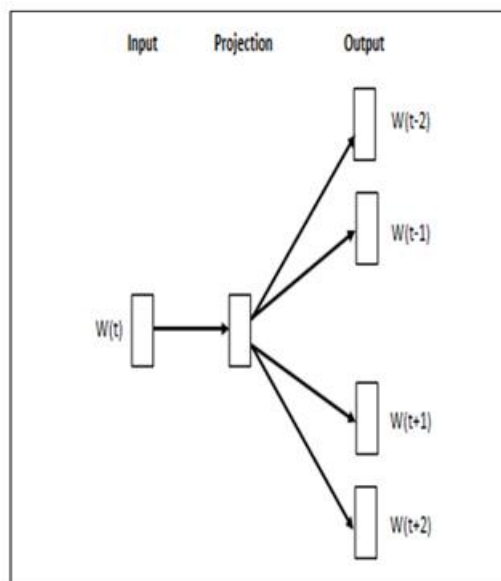 Input Projection Output
W(t-2)
W(t-1)
W(t)
W(t+1)
W(t+2)